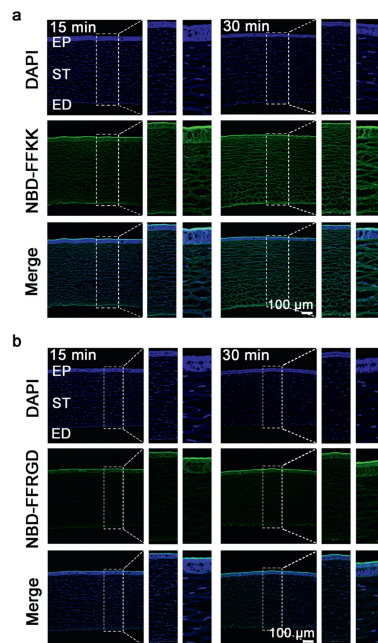 a
15 min
30 min
EP
ST
ED
DAPI
NBD-FFKK
Merge
100 µm
b
15 min
30 min
EP
ST
ED
DAPI
NBD-FFRGD
Merge
100 µm